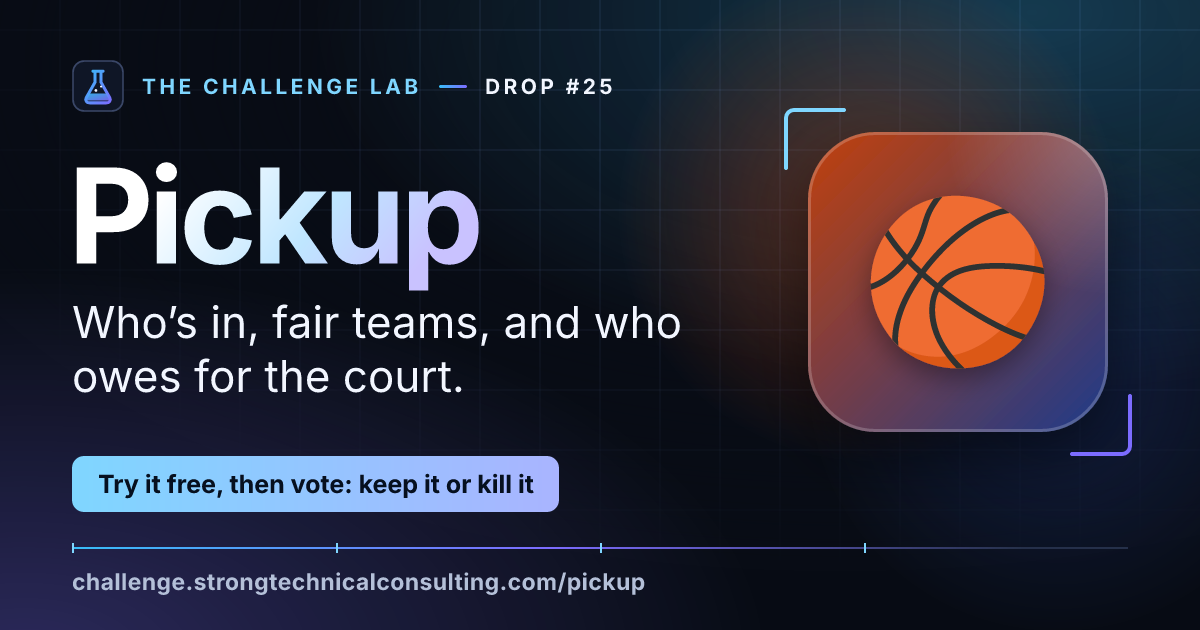 THE CHALLENGE LAB — DROP #25
Pickup
Who’s in, fair teams, and who
owes for the court.
Try it free, then vote: keep it or kill it
challenge.strongtechnicalconsulting.com/pickup